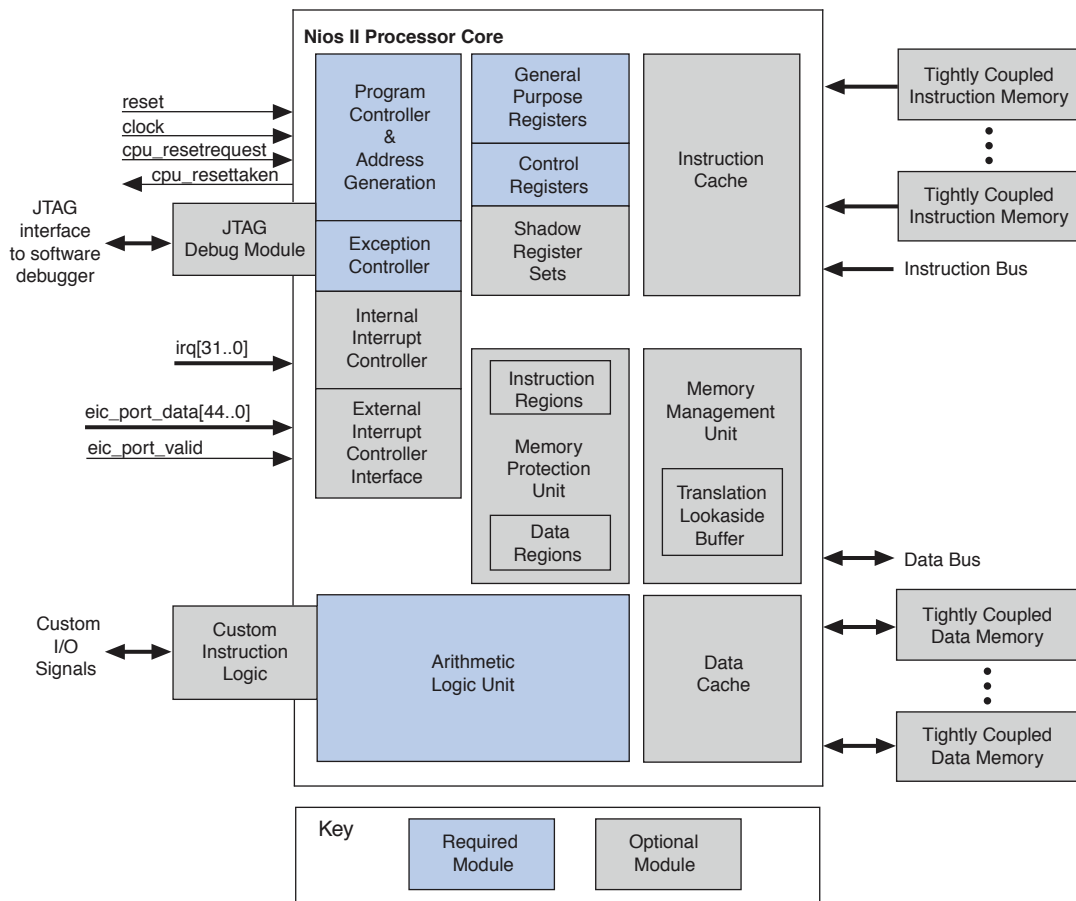 Nios II Processor Core
reset
clock
cpu_resetrequest
cpu_resettaken
JTAG
interface
to software
debugger
JTAG
Debug Module
Program
Controller
&
Address
Generation
Exception
Controller
Internal
Interrupt
Controller
External
Interrupt
Controller
Interface
irq[31..0]
eic_port_data[44..0]
eic_port_valid
General
Purpose
Registers
Control
Registers
Shadow
Register
Sets
Instruction
Cache
Tightly Coupled
Instruction Memory
Tightly Coupled
Instruction Memory
Instruction Bus
Instruction
Regions
Memory
Protection
Unit
Data
Regions
Memory
Management
Unit
Translation
Lookaside
Buffer
Data Bus
Custom
I/O
Signals
Custom
Instruction
Logic
Arithmetic
Logic Unit
Data
Cache
Tightly Coupled
Data Memory
Tightly Coupled
Data Memory
Key
Required
Module
Optional
Module